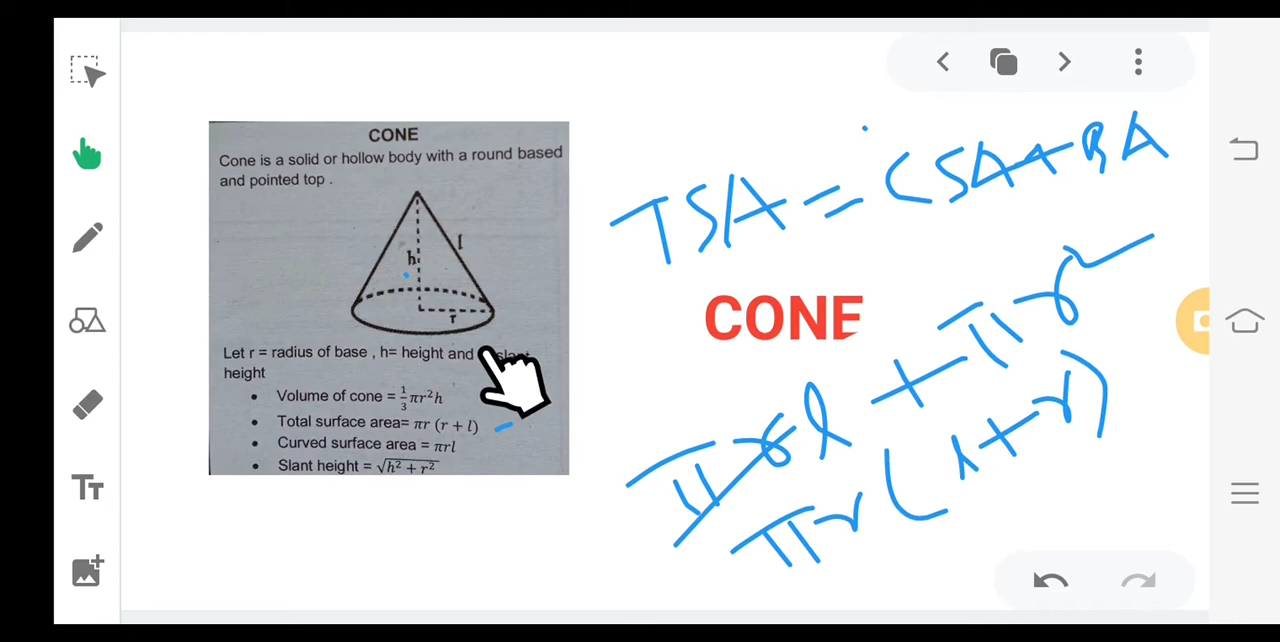 CONE
Cone is a solid or hollow body with a round based
and pointed top .
h
l
r
Let r = radius of base , h= height and
height
• Volume of cone = 1/3 πr²h
• Total surface area= πr (r + l)
• Curved surface area = πrl
• Slant height = √h² + r²
TSA = CSA + BA
CONE
πrl + πr²
πr(l+r)
Tт